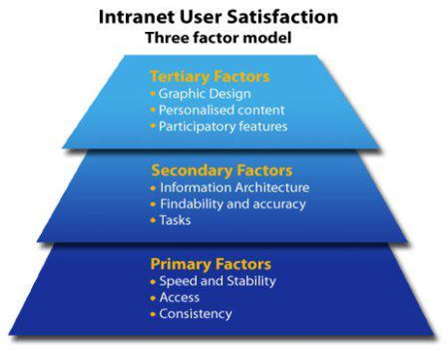 Intranet User Satisfaction
Three factor model
Tertiary Factors
• Graphic Design
• Personalised content
• Participatory features
Secondary Factors
• Information Architecture
• Findability and accuracy
• Tasks
Primary Factors
• Speed and Stability
• Access
• Consistency